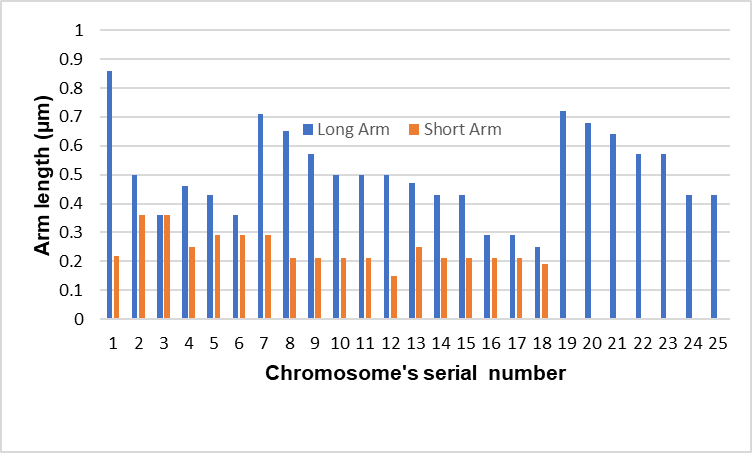 1
0.9
0.8
0.7
0.6
0.5
0.4
0.3
0.2
0.1
0
Arm length (µm)
Long Arm Short Arm
1 2 3 4 5 6 7 8 9 10 11 12 13 14 15 16 17 18 19 20 21 22 23 24 25
Chromosome's serial number